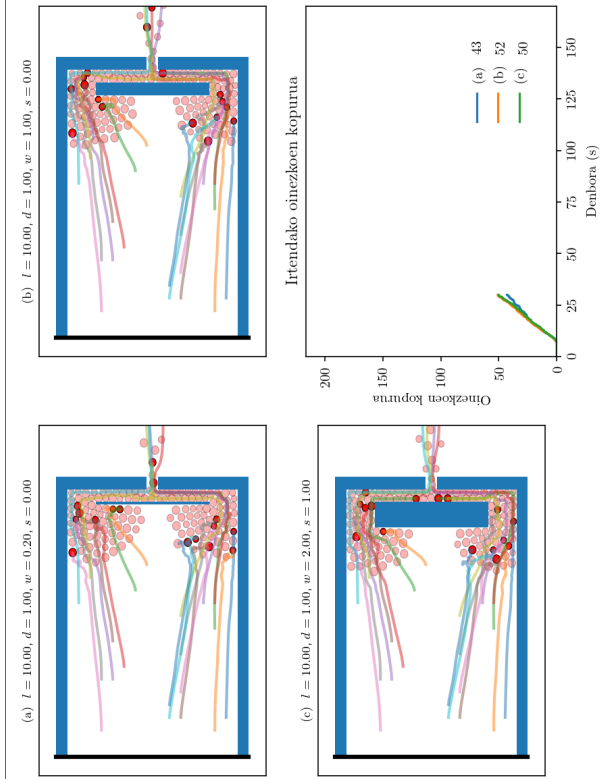 (a) l = 10.00, d = 1.00, w = 0.20, s = 0.00
(b) l = 10.00, d = 1.00, w = 1.00, s = 0.00
(c) l = 10.00, d = 1.00, w = 2.00, s = 1.00
Irtendako oinezkoen kopurua
Oinezkoen kopurua
200
150
100
50
0
(a) 43
(b) 52
(c) 50
0 25 50 75 100 125 150
Denbora (s)